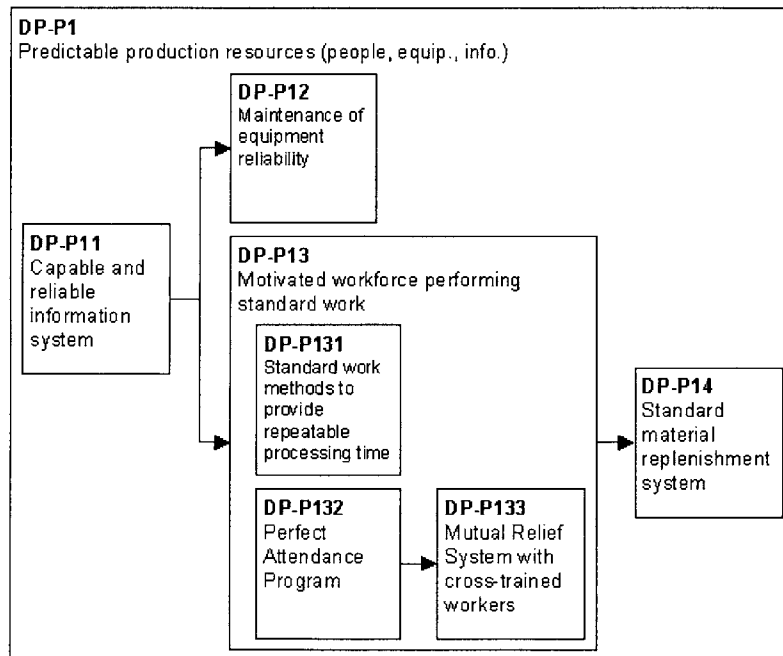 DP-P1
Predictable production resources (people, equip., info.)
DP-P12
Maintenance of
equipment
reliability
DP-P11
Capable and
reliable
information
system
DP-P13
Motivated workforce performing
standard work
DP-P131
Standard work
methods to
provide
repeatable
processing time
DP-P14
Standard
material
replenishment
system
DP-P132
Perfect
Attendance
Program
DP-P133
Mutual Relief
System with
cross-trained
workers